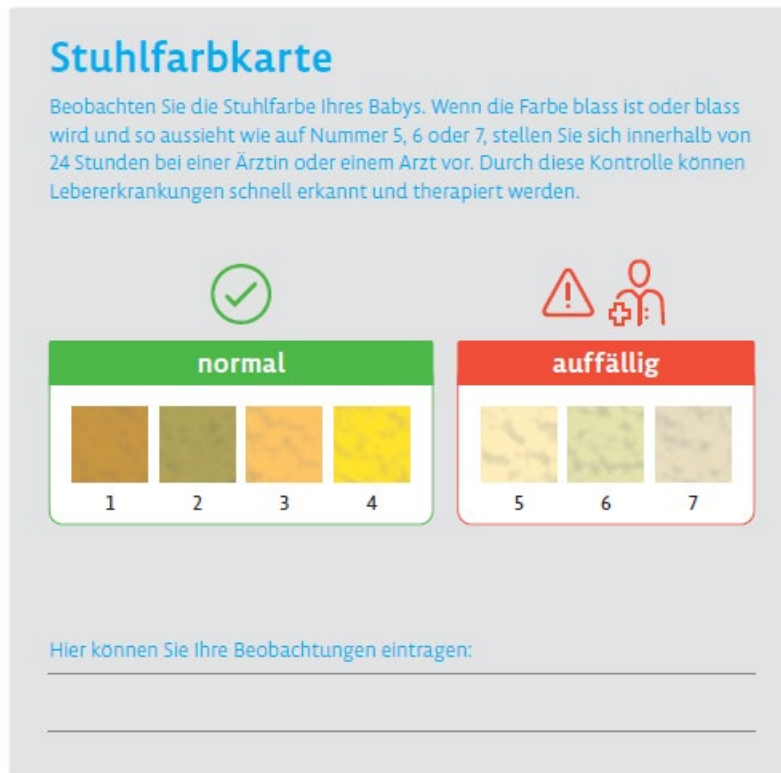 Stuhlfarbkarte
Beobachten Sie die Stuhlfarbe Ihres Babys. Wenn die Farbe blass ist oder blass
wird und so aussieht wie auf Nummer 5, 6 oder 7, stellen Sie sich innerhalb von
24 Stunden bei einer Ärztin oder einem Arzt vor. Durch diese Kontrolle können
Lebererkrankungen schnell erkannt und therapiert werden.
normal
1 2 3 4
auffällig
5 6 7
Hier können Sie Ihre Beobachtungen eintragen: